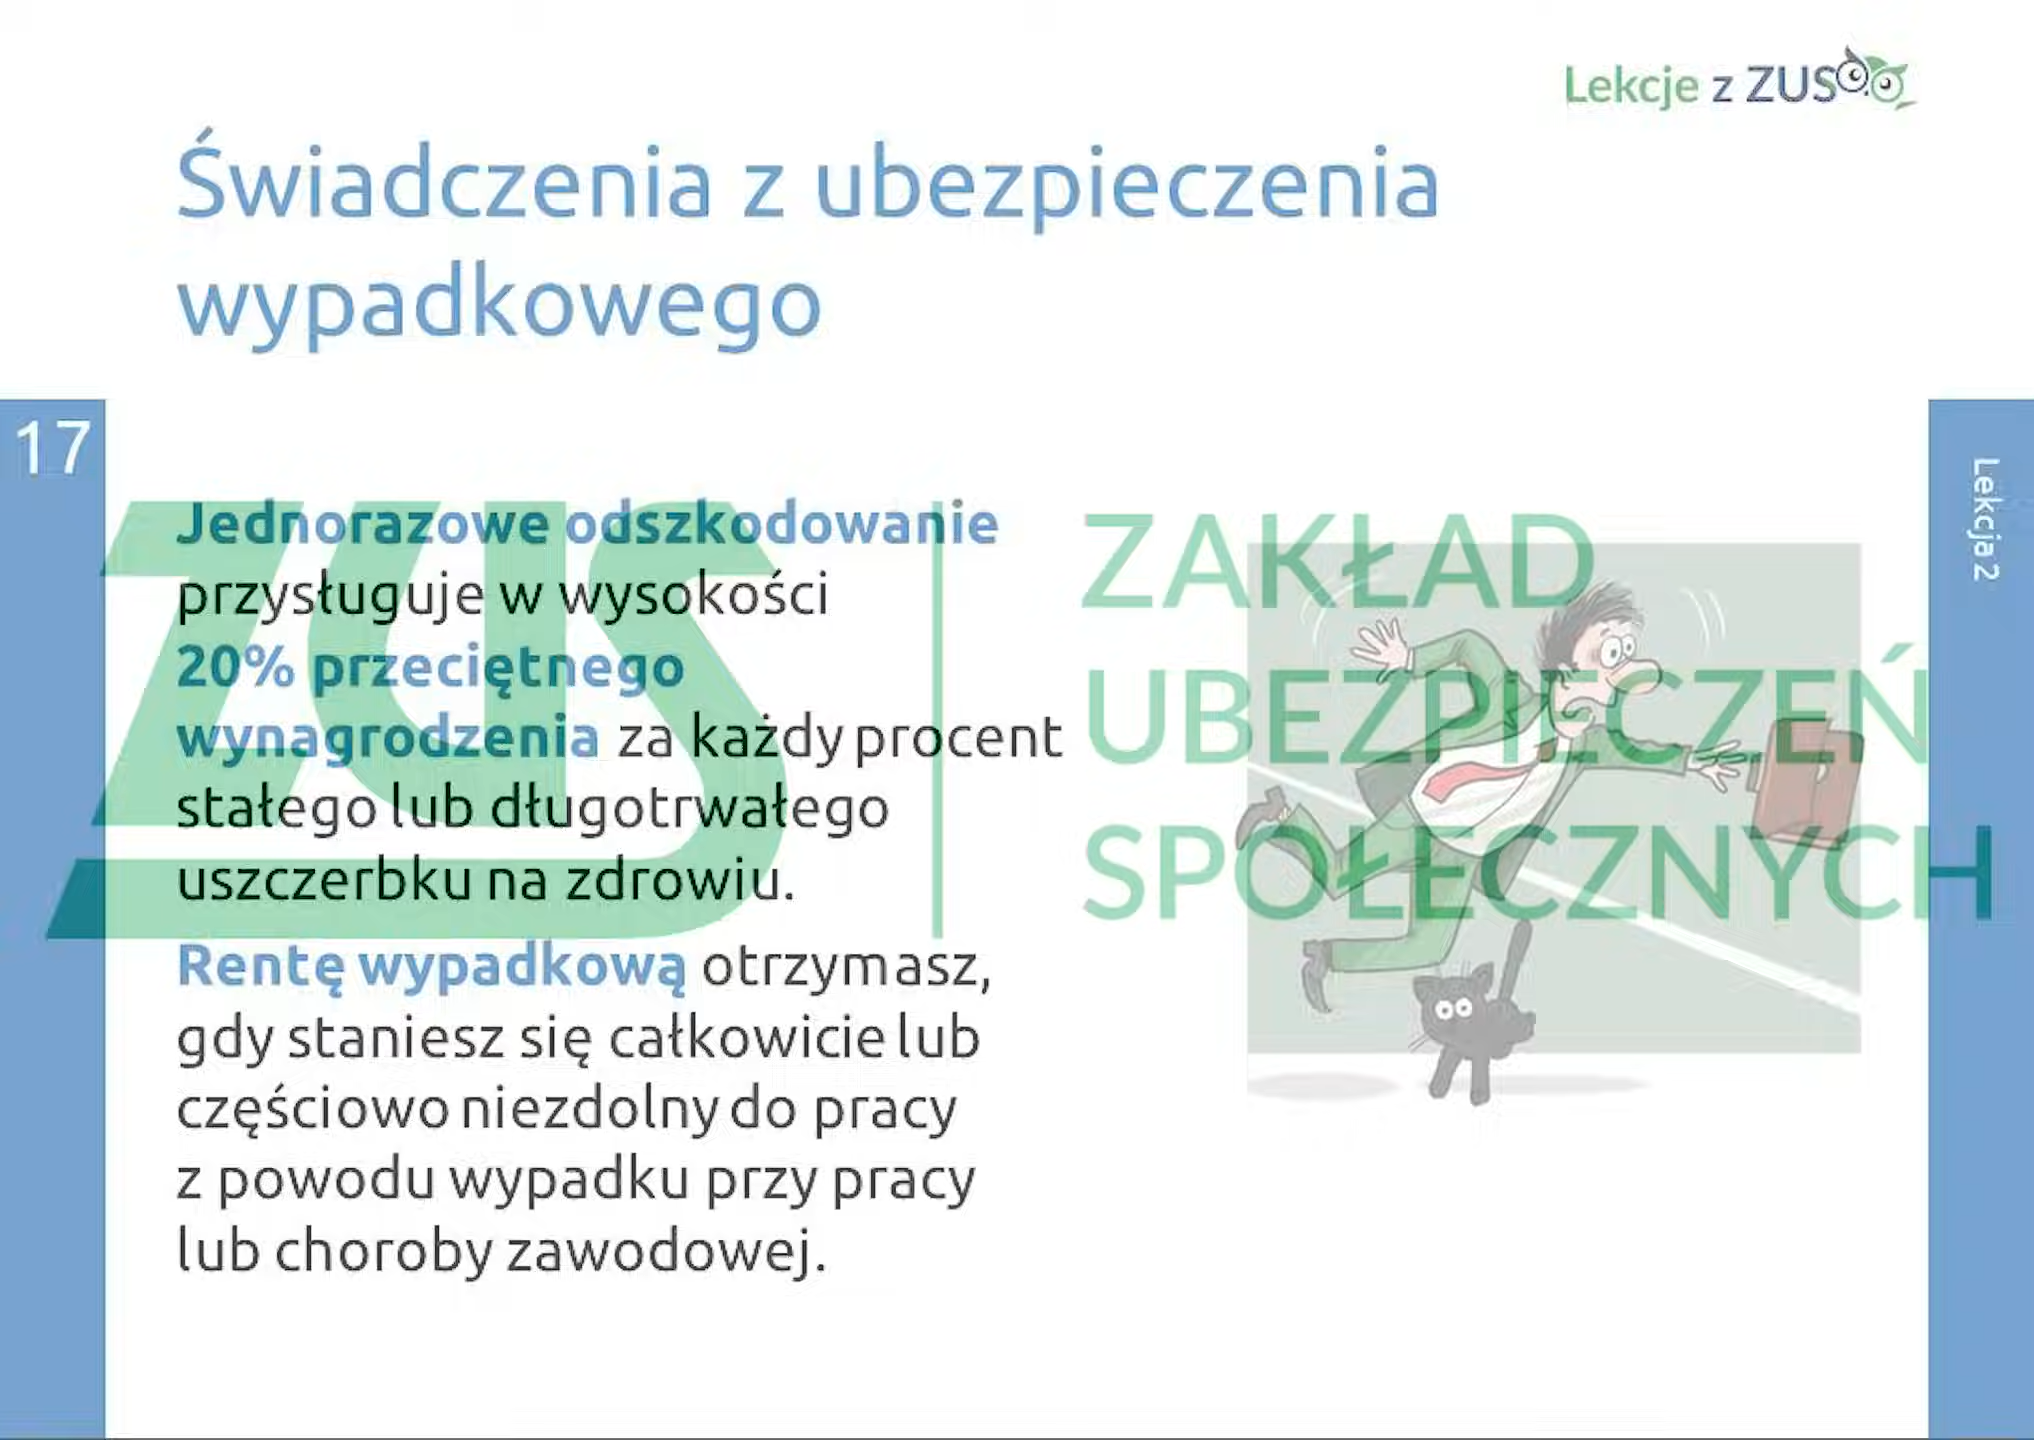 Lekcje z ZUS
Świadczenia z ubezpieczenia
wypadkowego
17
Lekcja 2
Jednorazowe odszkodowanie
przysługuje w wysokości
20% przeciętnego
wynagrodzenia za każdy procent
stałego lub długotrwałego
uszczerbku na zdrowiu.
Rentę wypadkową otrzymasz,
gdy staniesz się całkowicie lub
częściowo niezdolny do pracy
z powodu wypadku przy pracy
lub choroby zawodowej.
ZUS
ZAKŁAD
UBEZPIECZEŃ
SPOŁECZNYCH